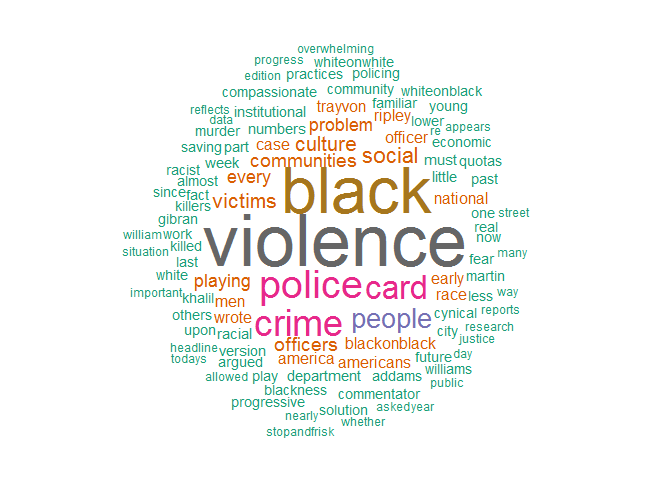 overwhelming
progress whiteonwhite
edition practices policing
compassionate community whiteonblack
reflects institutional trayvon familiar young
data numbers problem ripley lower appears
murder case culture officer re
saving part communities social must quotas economic
racist week every black little past
almost victims national
since fact killers one street
gibran violence real
william work now
situation killed last fear many
white playing police card early martin
important khalil men race less way
others wrote crime people cynical reports
upon racial city research
headline version officers blackonblack justice
todays argued america americans future day
allowed play department addams williams
blackness public
progressive commentator
nearly solution askedyear
whether
stopandfrisk